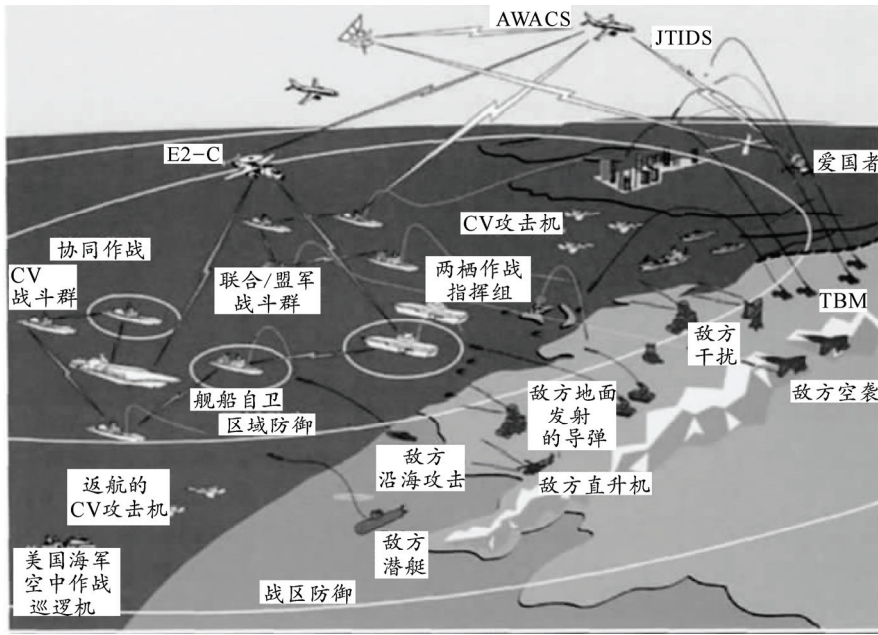 AWACS
JTIDS
E2-C
爱国者
CV攻击机
协同作战
CV
战斗群
联合/盟军
战斗群
两栖作战
指挥组
TBM
敌方
干扰
舰船自卫
区域防御
敌方地面
发射
的导弹
敌方空袭
敌方
沿海攻击
敌方直升机
返航的
CV攻击机
敌方
潜艇
美国海军
空中作战
巡逻机
战区防御